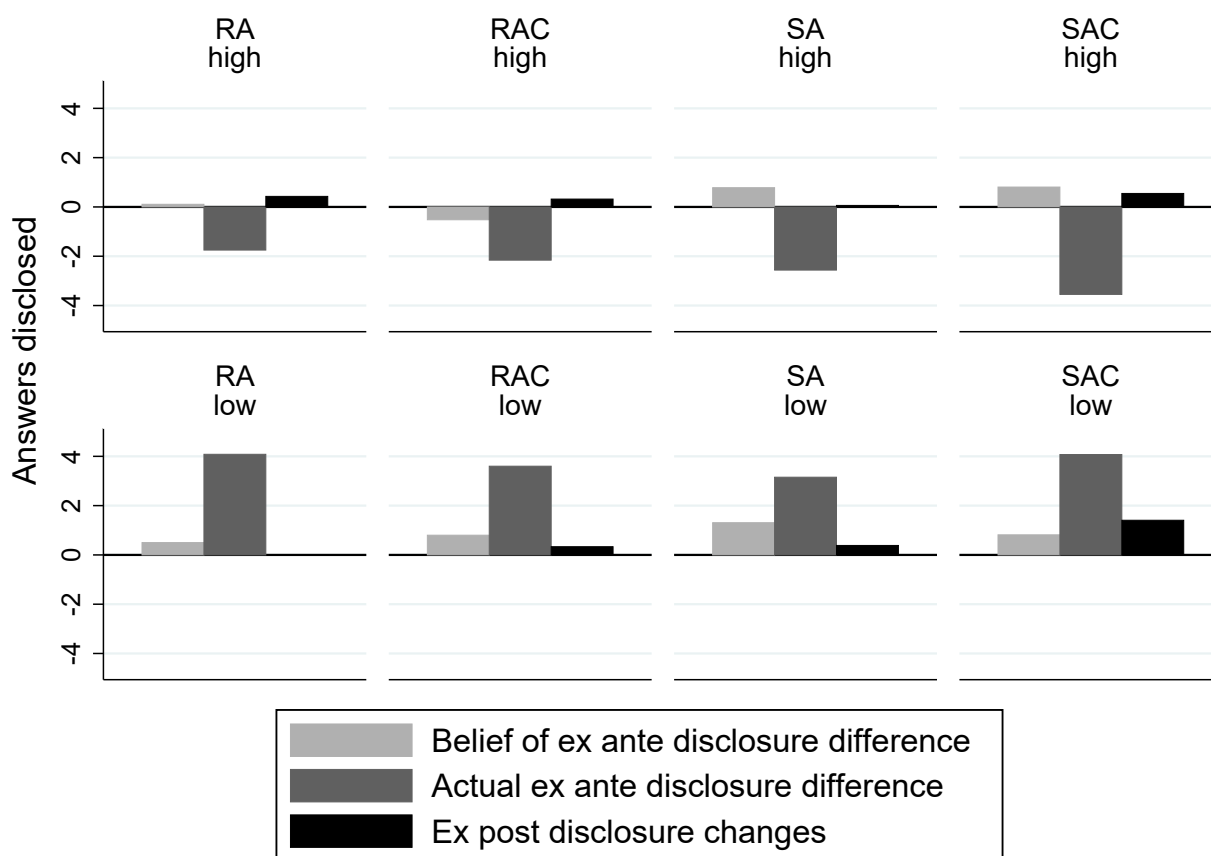 RA RAC SA SAC
high high high high
4
2
0
-2
-4
Answers disclosed
RA RAC SA SAC
low low low low
4
2
0
-2
-4
Belief of ex ante disclosure difference
Actual ex ante disclosure difference
Ex post disclosure changes